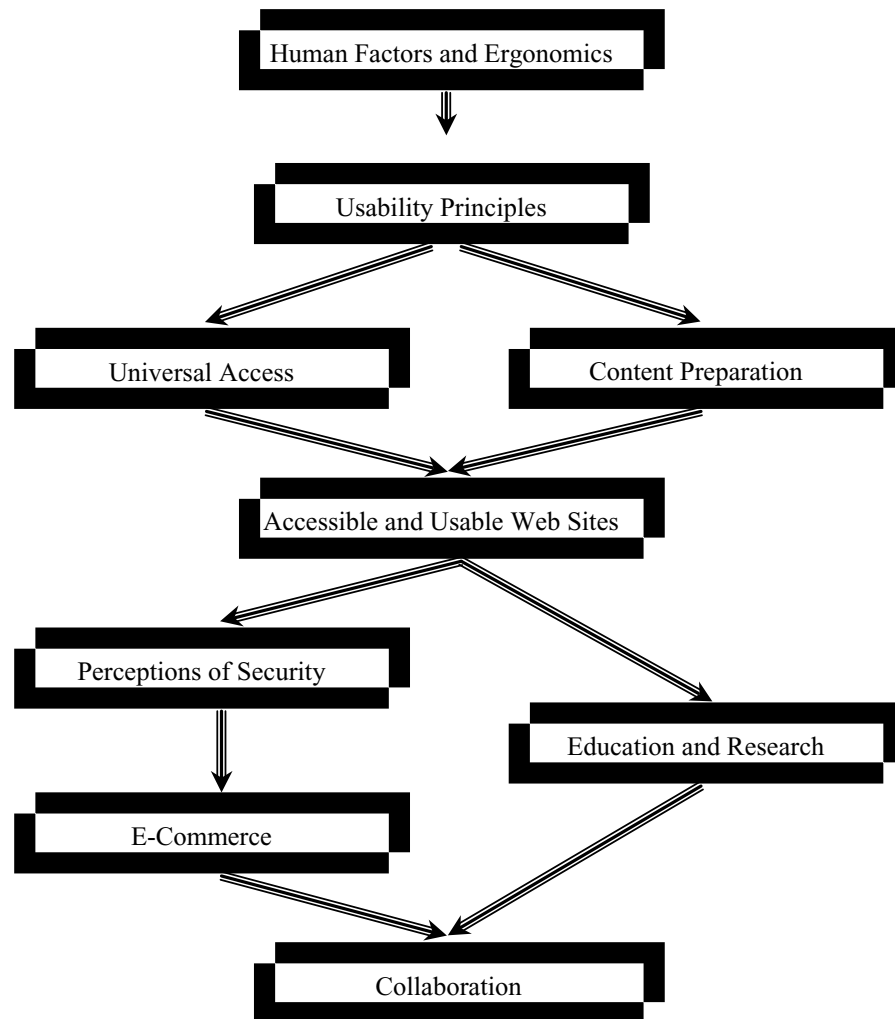 Human Factors and Ergonomics
Usability Principles
Universal Access
Content Preparation
Accessible and Usable Web Sites
Perceptions of Security
Education and Research
E-Commerce
Collaboration